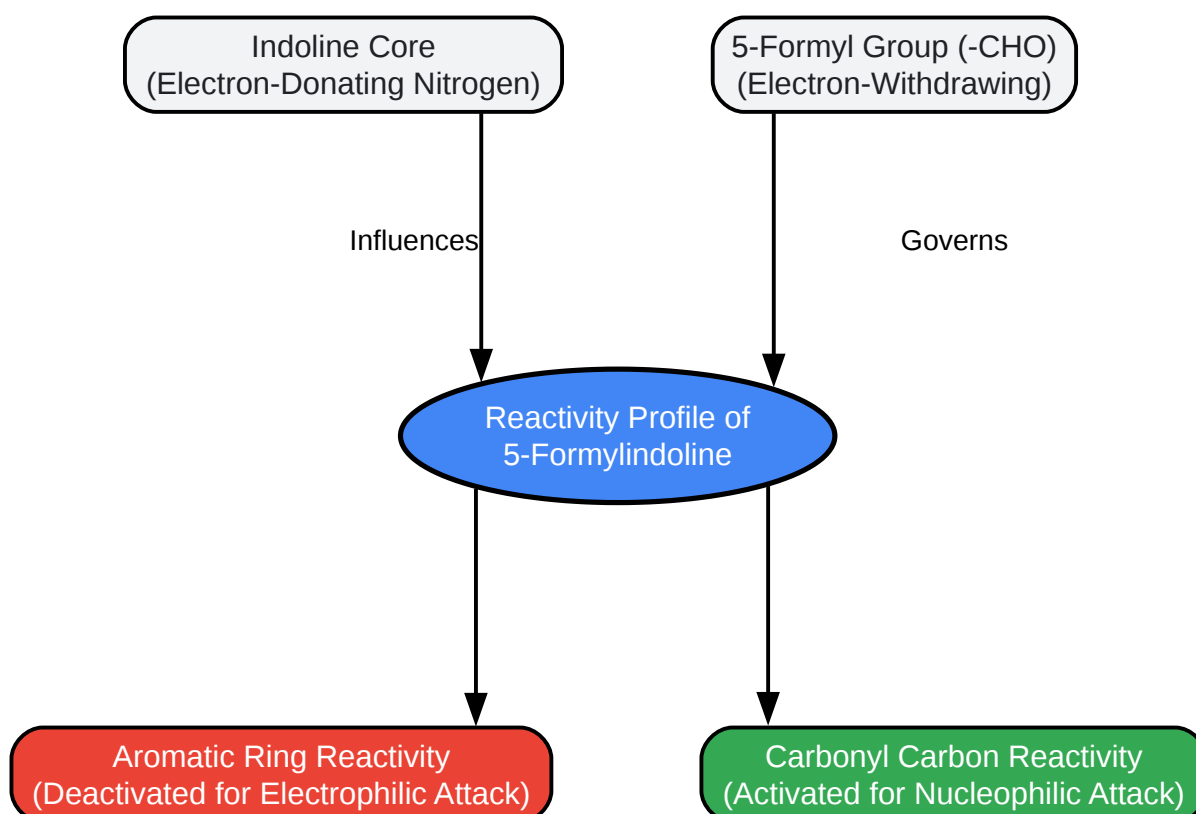 Indoline Core
(Electron-Donating Nitrogen)
5-Formyl Group (-CHO)
(Electron-Withdrawing)
Influences
Governs
Reactivity Profile of
5-Formylindoline
Aromatic Ring Reactivity
(Deactivated for Electrophilic Attack)
Carbonyl Carbon Reactivity
(Activated for Nucleophilic Attack)